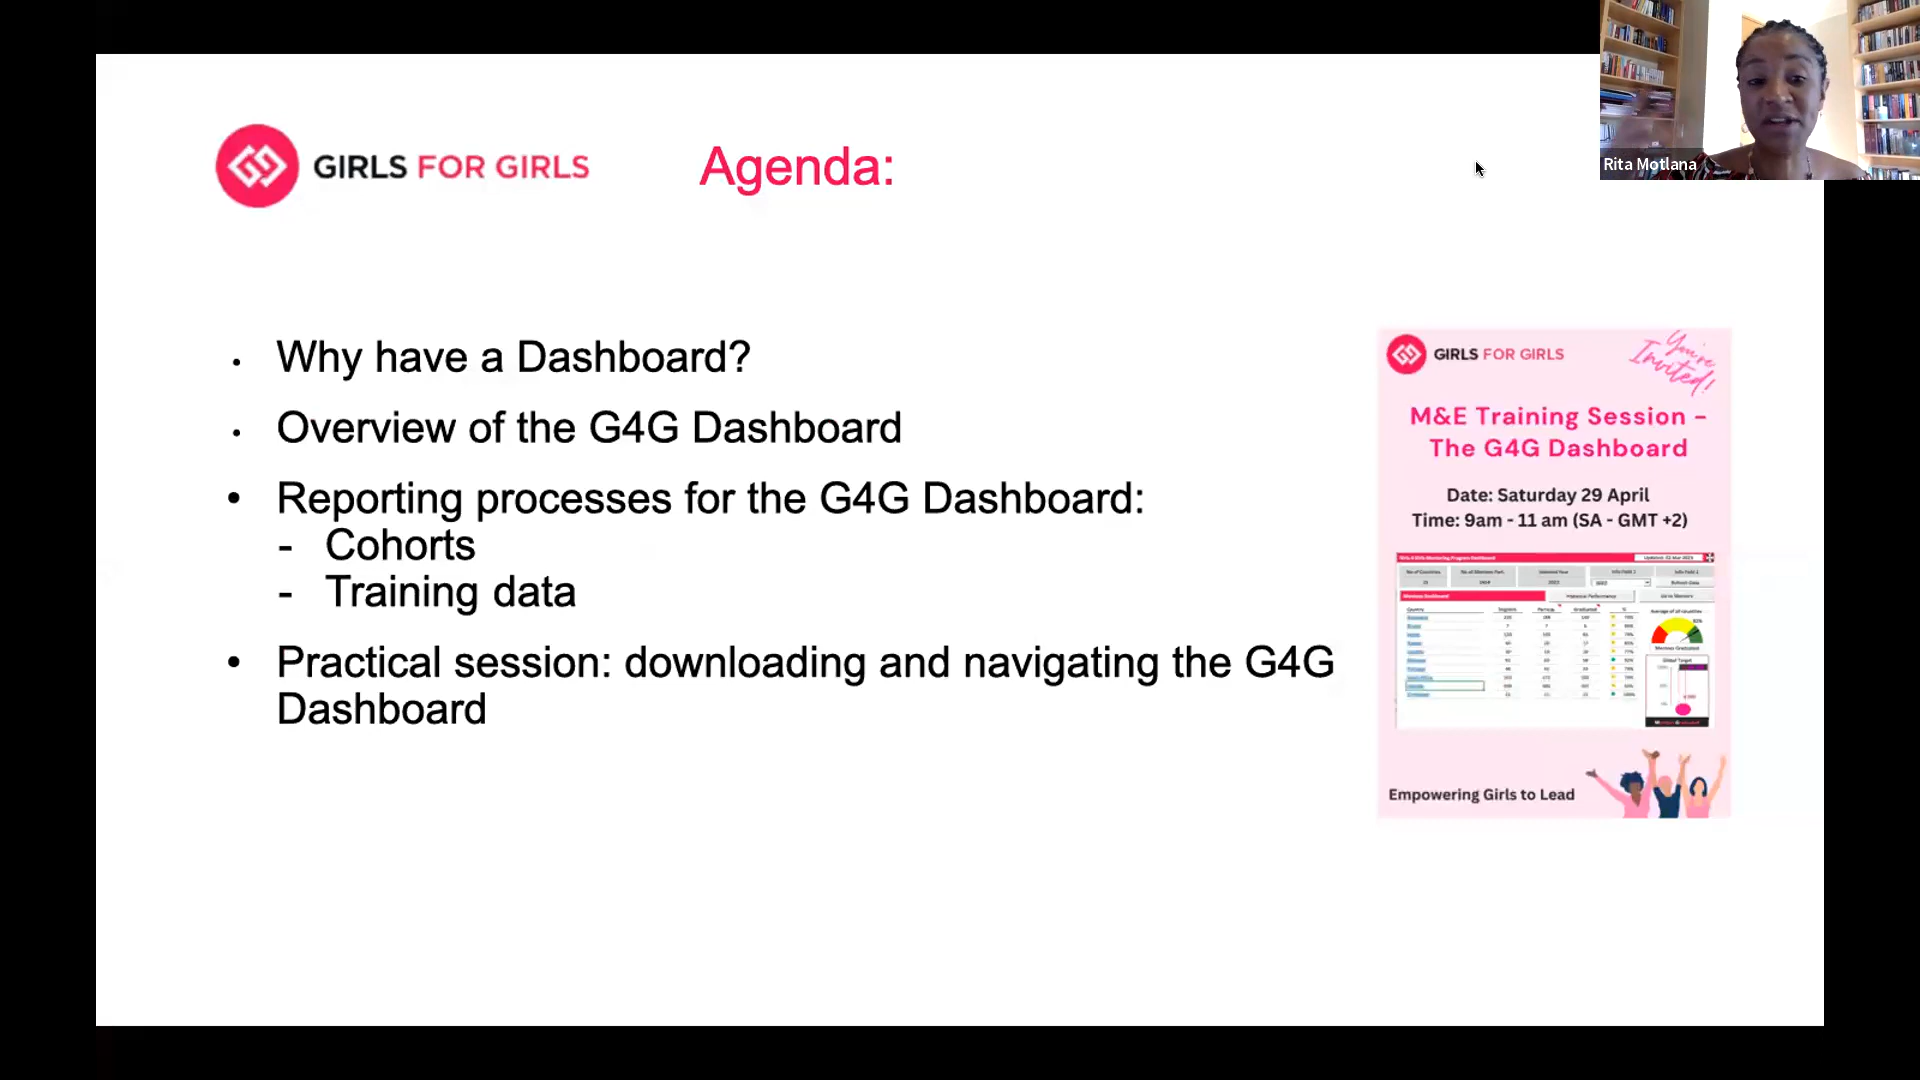 GIRLS FOR GIRLS
Agenda:
Rita Motlana
• Why have a Dashboard?
• Overview of the G4G Dashboard
• Reporting processes for the G4G Dashboard:
- Cohorts
- Training data
• Practical session: downloading and navigating the G4G
Dashboard
GIRLS FOR GIRLS
You're
Invited!
M&E Training Session -
The G4G Dashboard
Date: Saturday 29 April
Time: 9am - 11 am (SA - GMT +2)
Empowering Girls to Lead